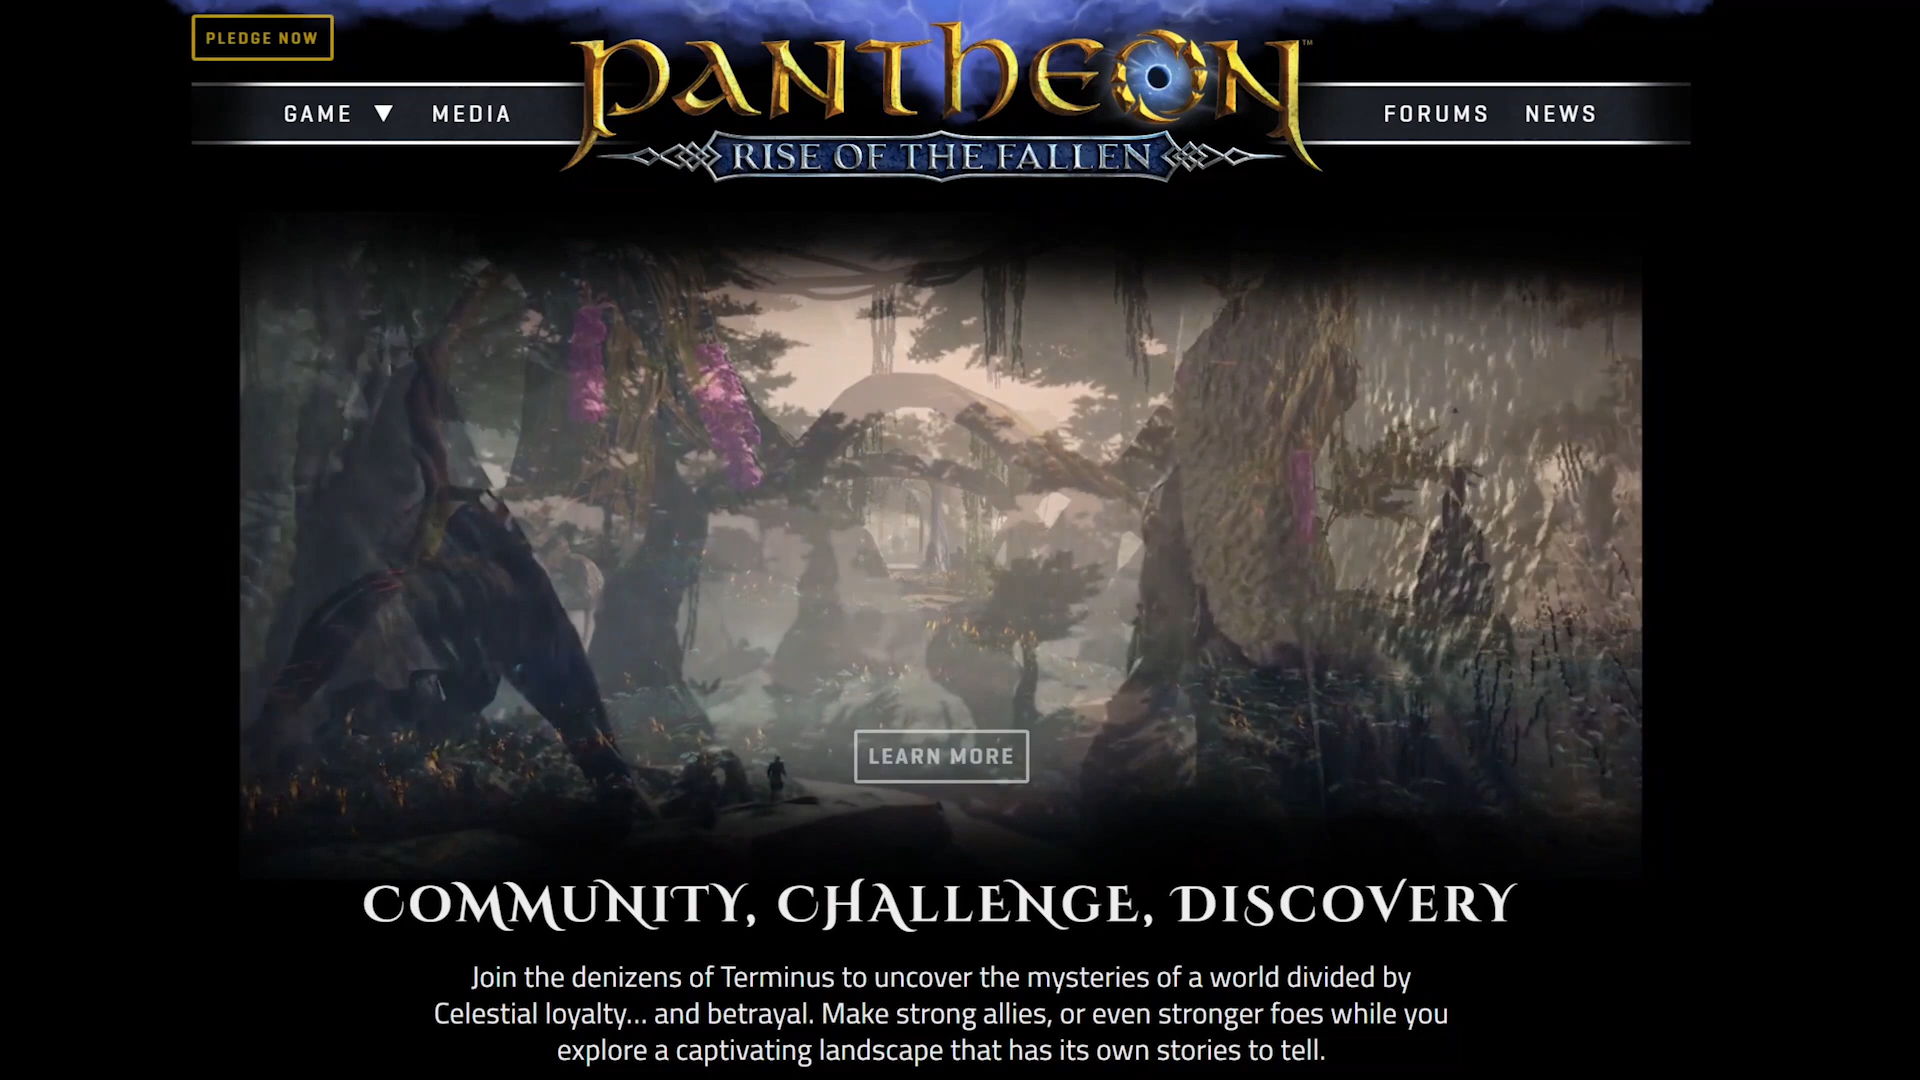 PLEDGE NOW
GAME ▼ MEDIA
PANTHEON™
RISE OF THE FALLEN
FORUMS NEWS
LEARN MORE
COMMUNITY, CHALLENGE, DISCOVERY
Join the denizens of Terminus to uncover the mysteries of a world divided by
Celestial loyalty... and betrayal. Make strong allies, or even stronger foes while you
explore a captivating landscape that has its own stories to tell.